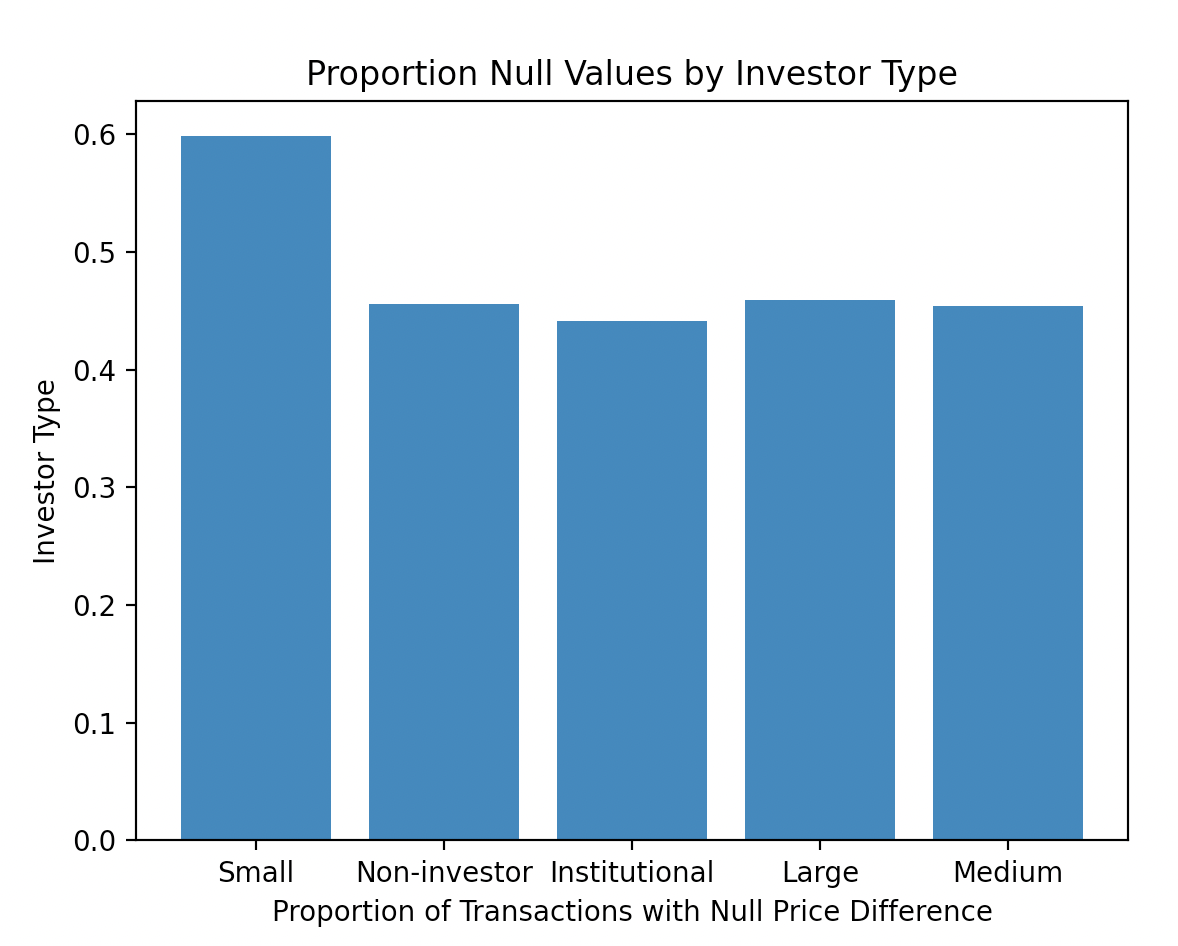 Proportion Null Values by Investor Type
0.6
0.5
0.4
0.3
0.2
0.1
0.0
Investor Type
Small Non-investor Institutional Large Medium
Proportion of Transactions with Null Price Difference